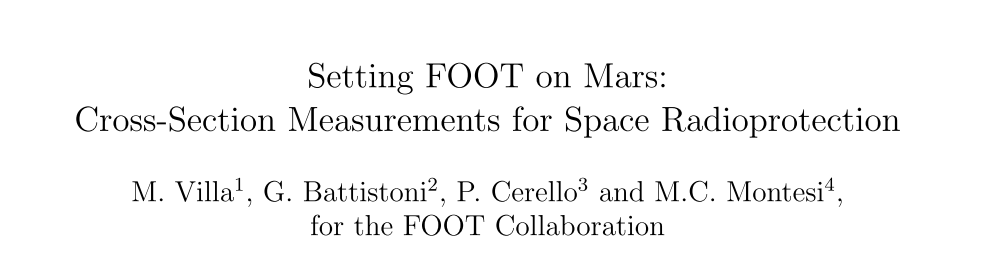 Setting FOOT on Mars:
Cross-Section Measurements for Space Radioprotection
M. Villa¹, G. Battistoni², P. Cerello³ and M.C. Montesi⁴,
for the FOOT Collaboration